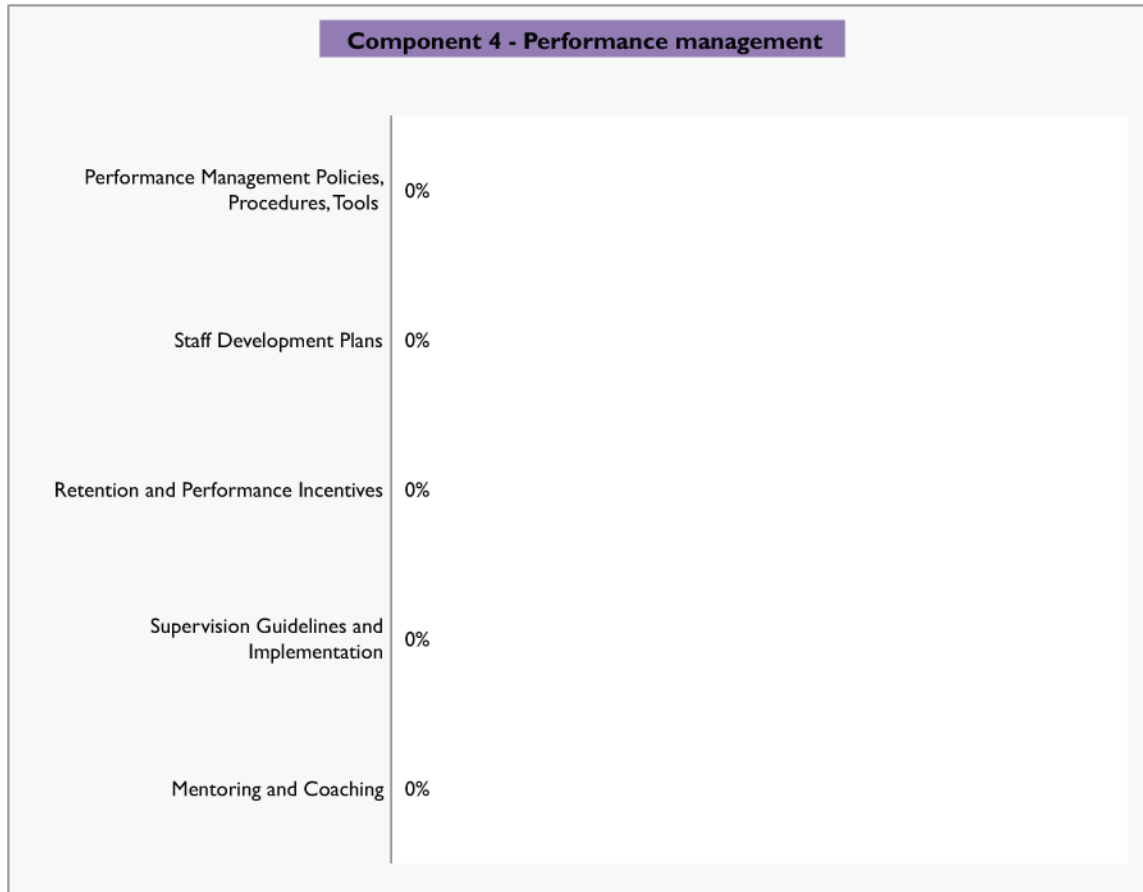 Component 4 - Performance management
Performance Management Policies,
Procedures, Tools
0%
Staff Development Plans
0%
Retention and Performance Incentives
0%
Supervision Guidelines and
Implementation
0%
Mentoring and Coaching
0%